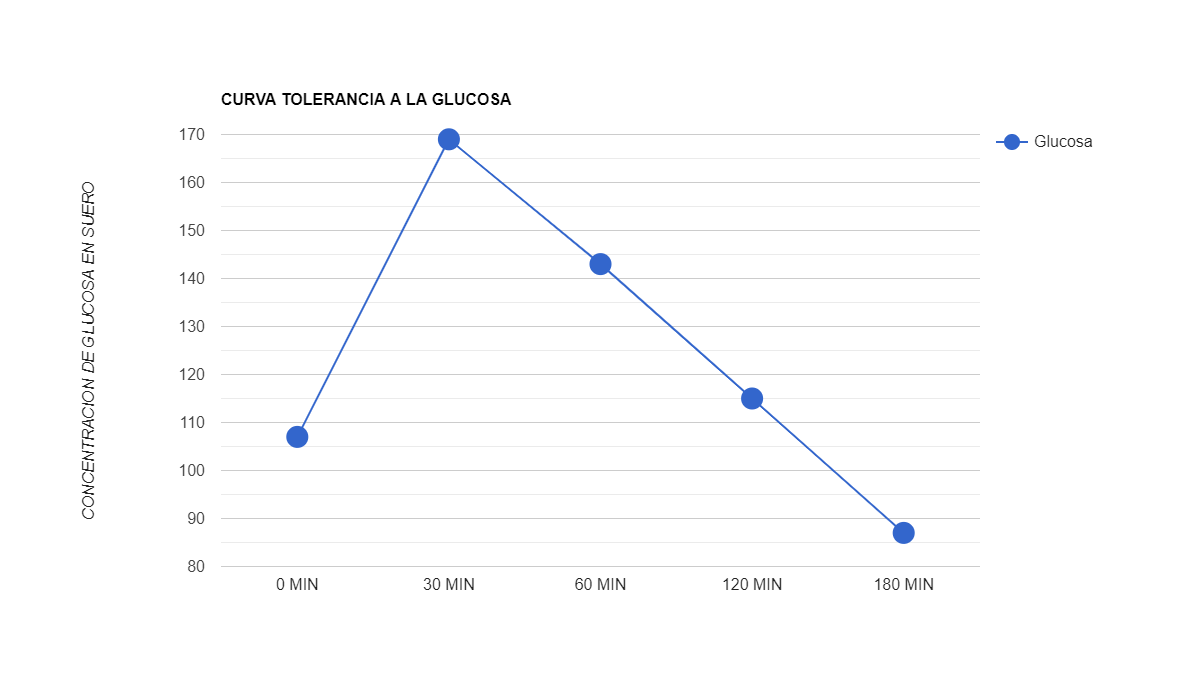 CURVA TOLERANCIA A LA GLUCOSA
CONCENTRACION DE GLUCOSA EN SUERO
170
160
150
140
130
120
110
100
90
80
0 MIN
30 MIN
60 MIN
120 MIN
180 MIN
Glucosa